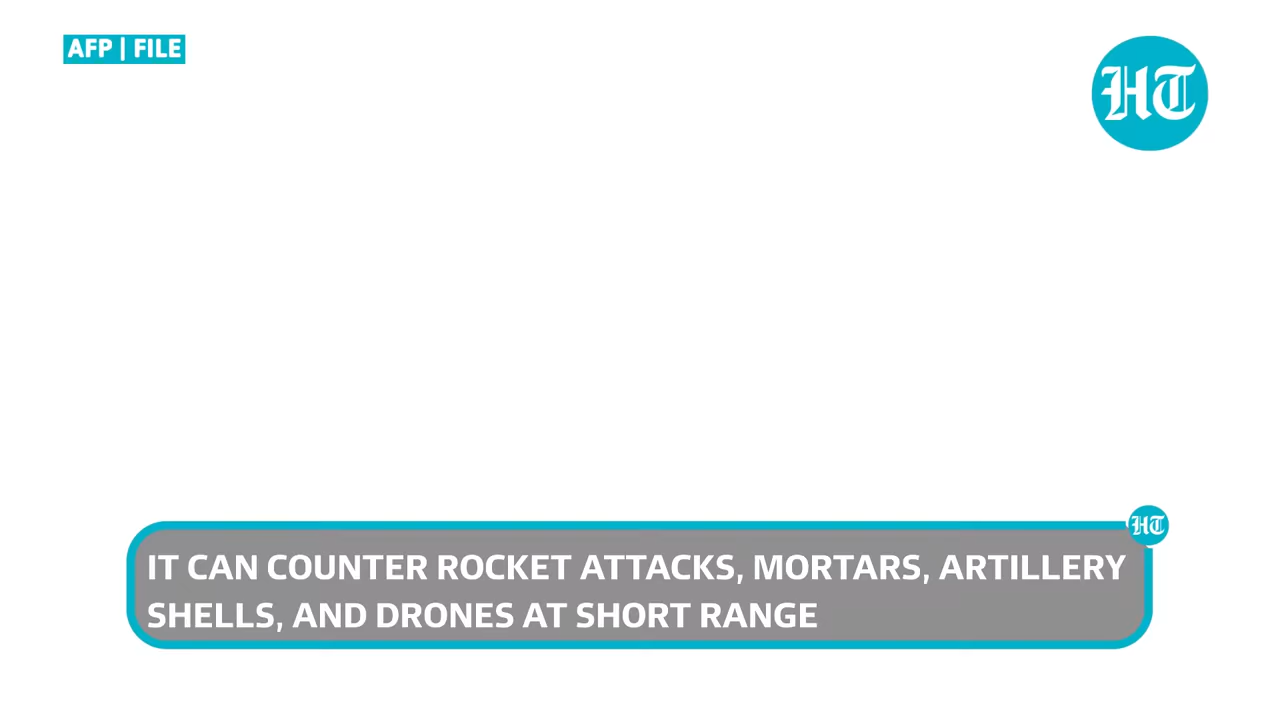 AFP | FILE
HT
HT
IT CAN COUNTER ROCKET ATTACKS, MORTARS, ARTILLERY
SHELLS, AND DRONES AT SHORT RANGE